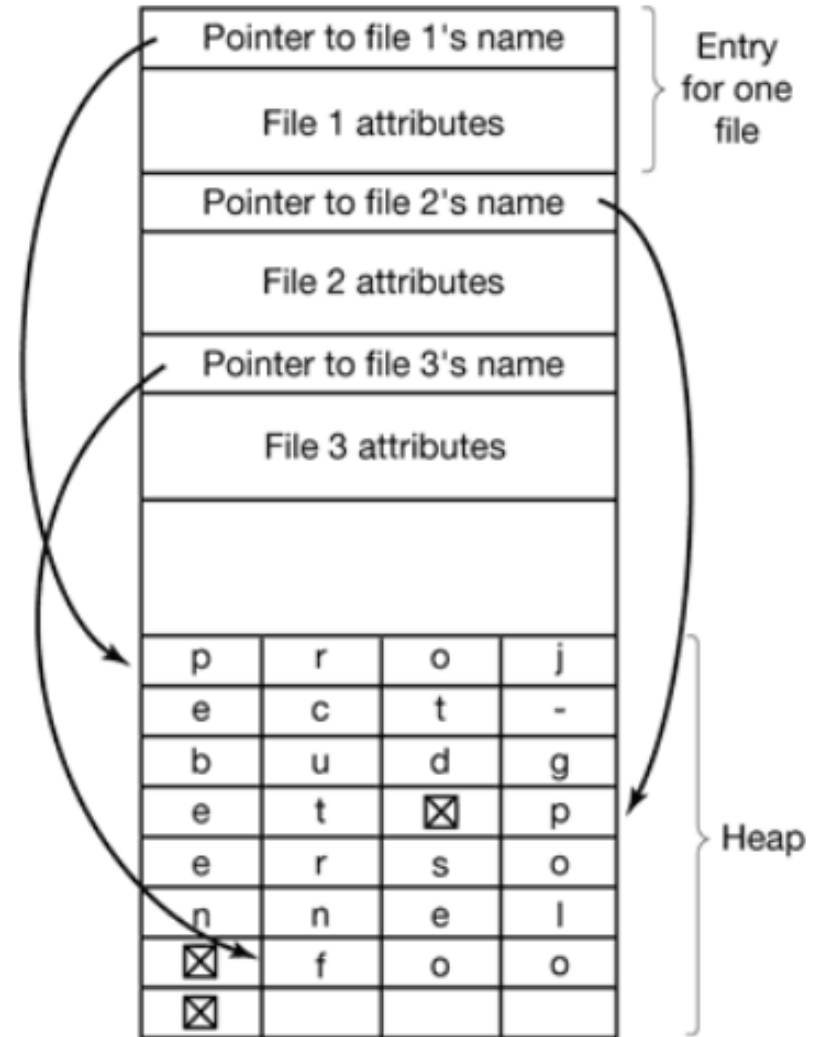 Pointer to file 1's name
Entry
for one
file
File 1 attributes
Pointer to file 2's name
File 2 attributes
Pointer to file 3's name
File 3 attributes
p r o j
e c t -
b u d g
e t ☒ p
e r s o
n n e l
☒ f o o
☒
Heap